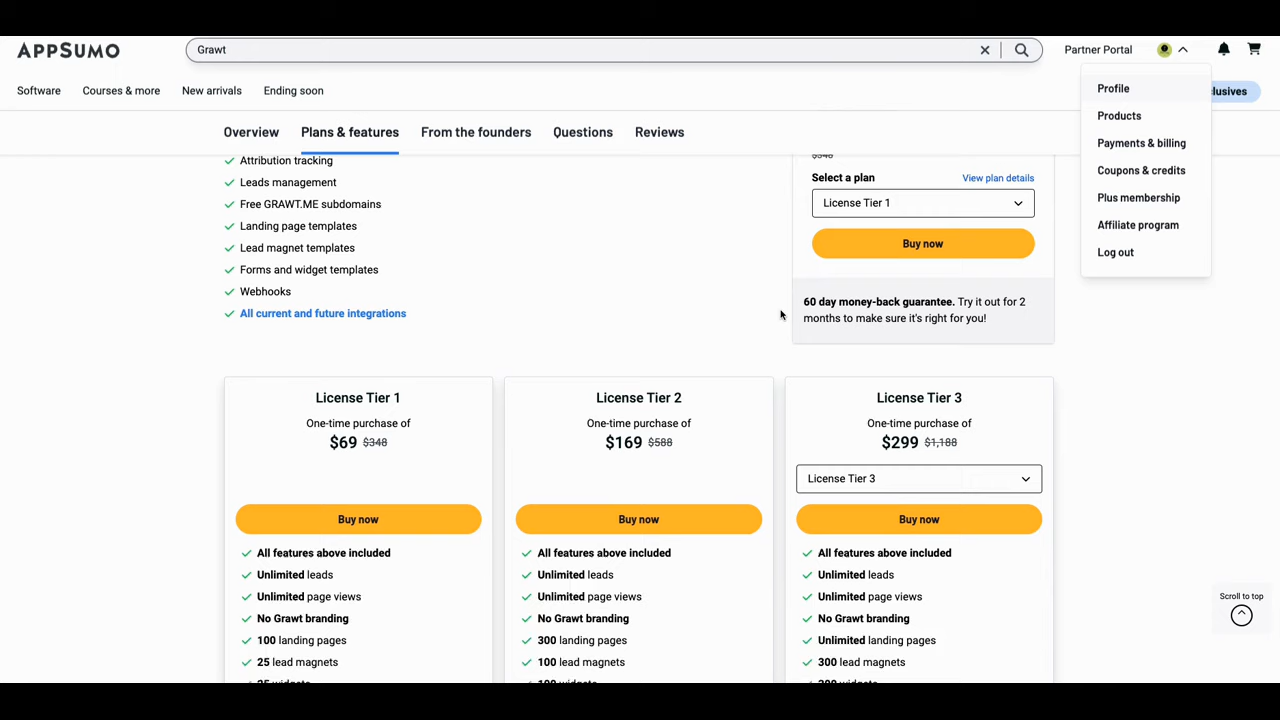 APPSUMO
Grawt
Partner Portal
Software
Courses & more
New arrivals
Ending soon
clusives
Profile
Products
Payments & billing
Coupons & credits
Plus membership
Affiliate program
Log out
Overview
Plans & features
From the founders
Questions
Reviews
Attribution tracking
Leads management
Free GRAWT.ME subdomains
Landing page templates
Lead magnet templates
Forms and widget templates
Webhooks
All current and future integrations
$348
Select a plan
View plan details
License Tier 1
Buy now
60 day money-back guarantee. Try it out for 2
months to make sure it's right for you!
License Tier 1
One-time purchase of
$69 $348
Buy now
All features above included
Unlimited leads
Unlimited page views
No Grawt branding
100 landing pages
25 lead magnets
25 widgets
License Tier 2
One-time purchase of
$169 $588
Buy now
All features above included
Unlimited leads
Unlimited page views
No Grawt branding
300 landing pages
100 lead magnets
100 widgets
License Tier 3
One-time purchase of
$299 $1,188
License Tier 3
Buy now
All features above included
Unlimited leads
Unlimited page views
No Grawt branding
Unlimited landing pages
300 lead magnets
300 widgets
Scroll to top